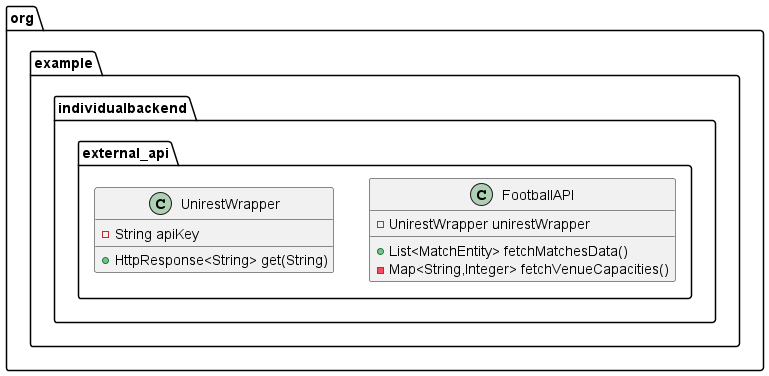 org
example
individualbackend
external_api
C UnirestWrapper
String apiKey
HttpResponse<String> get(String)
C FootballAPI
UnirestWrapper unirestWrapper
List<MatchEntity> fetchMatchesData()
Map<String,Integer> fetchVenueCapacities()